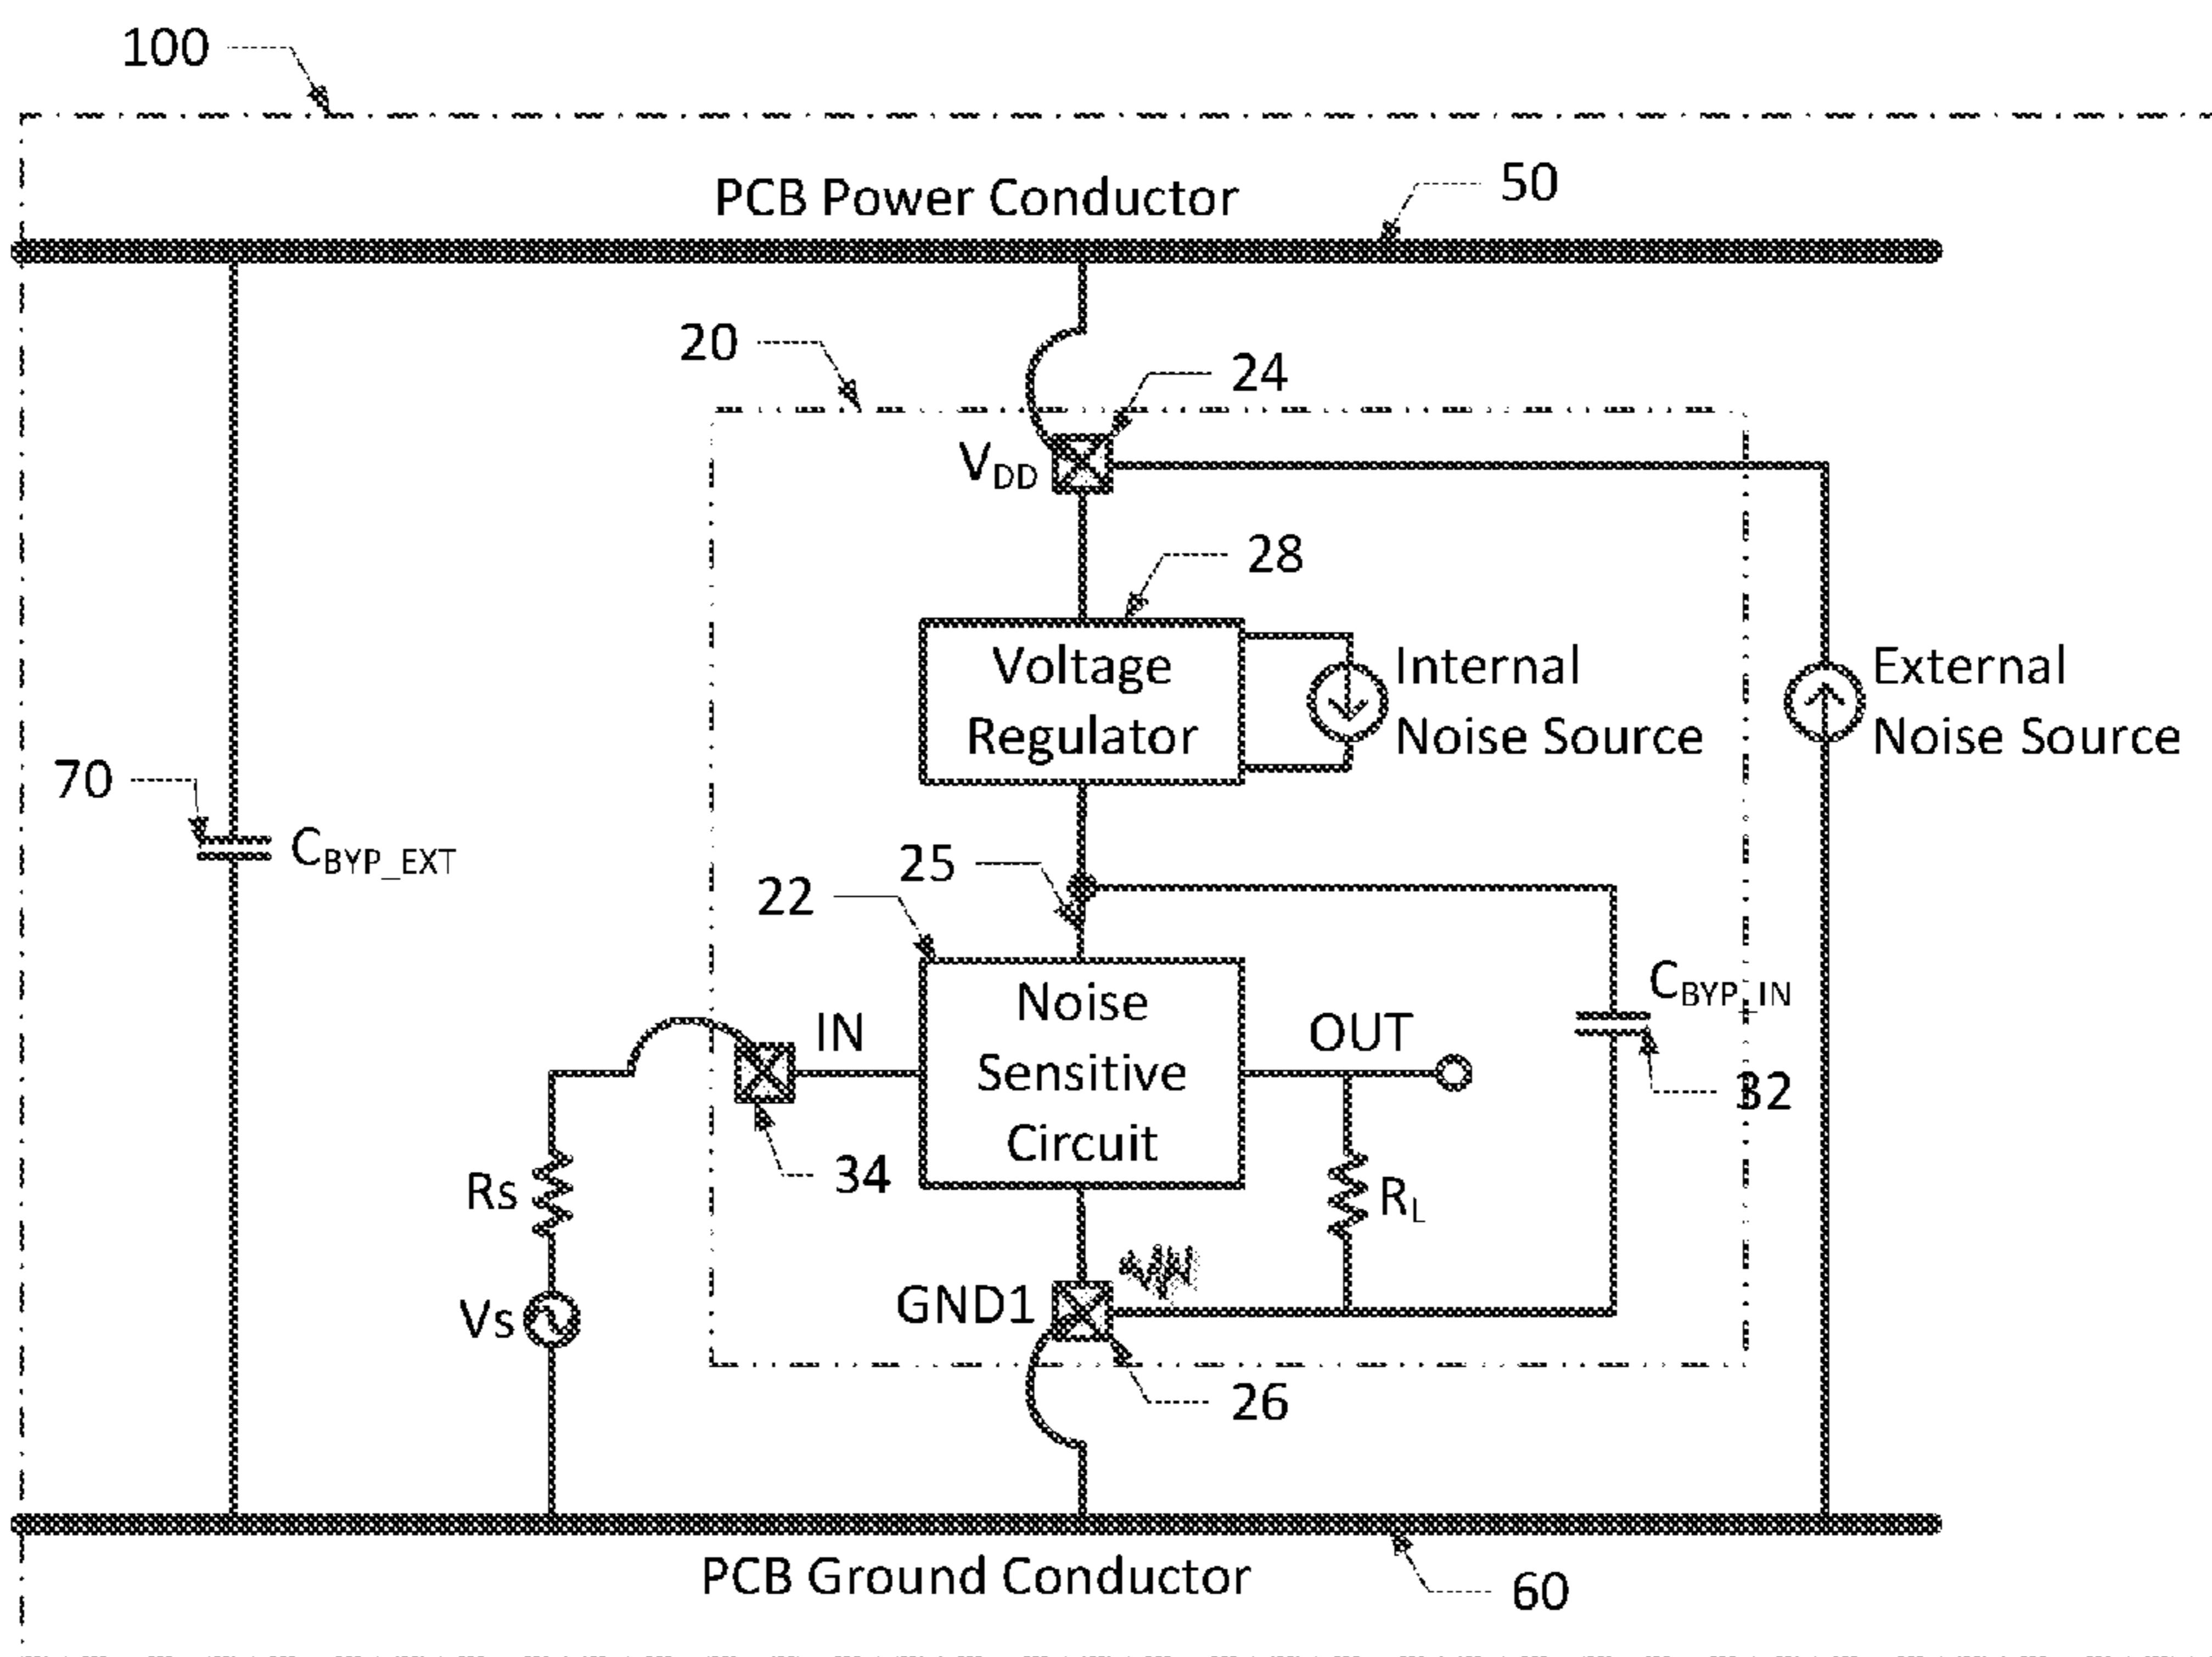 100
PCB Power Conductor
50
20
24
VDD
28
Voltage
Regulator
Internal
Noise Source
External
Noise Source
70
CBYP_EXT
25
22
Noise
Sensitive
Circuit
IN
OUT
CBYP_IN
32
34
Rs
RL
Vs
GND1
26
PCB Ground Conductor
60